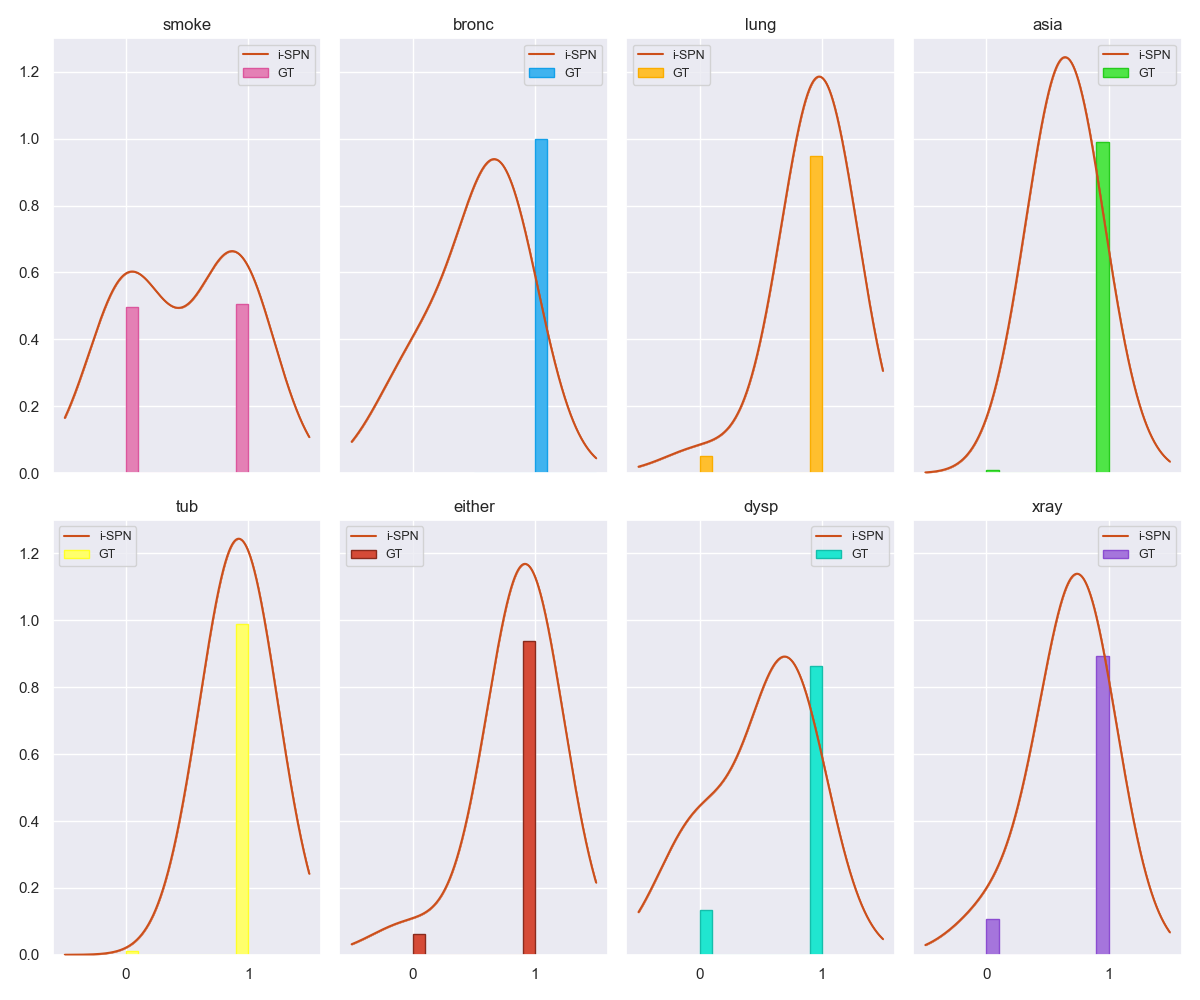 smoke
bronc
lung
asia
i-SPN
GT
i-SPN
GT
i-SPN
GT
i-SPN
GT
1.2
1.0
0.8
0.6
0.4
0.2
0.0
tub
either
dysp
xray
i-SPN
GT
i-SPN
GT
i-SPN
GT
i-SPN
GT
1.2
1.0
0.8
0.6
0.4
0.2
0.0
0 1
0 1
0 1
0 1